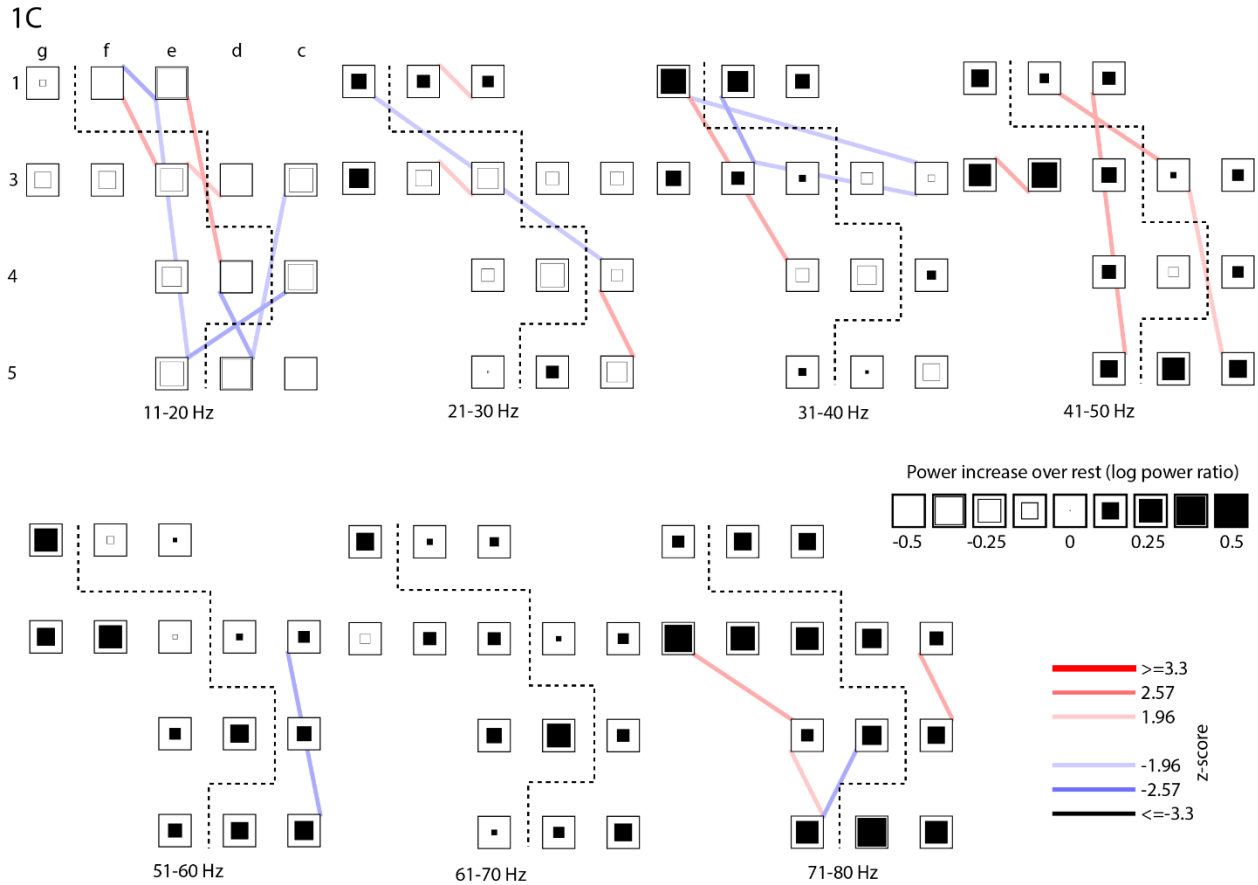 1C
g f e d c
1
3
4
5
11-20 Hz 21-30 Hz 31-40 Hz 41-50 Hz
Power increase over rest (log power ratio)
-0.5 -0.25 0 0.25 0.5
>=3.3
2.57
1.96
-1.96
-2.57
<=-3.3
z-score
51-60 Hz 61-70 Hz 71-80 Hz